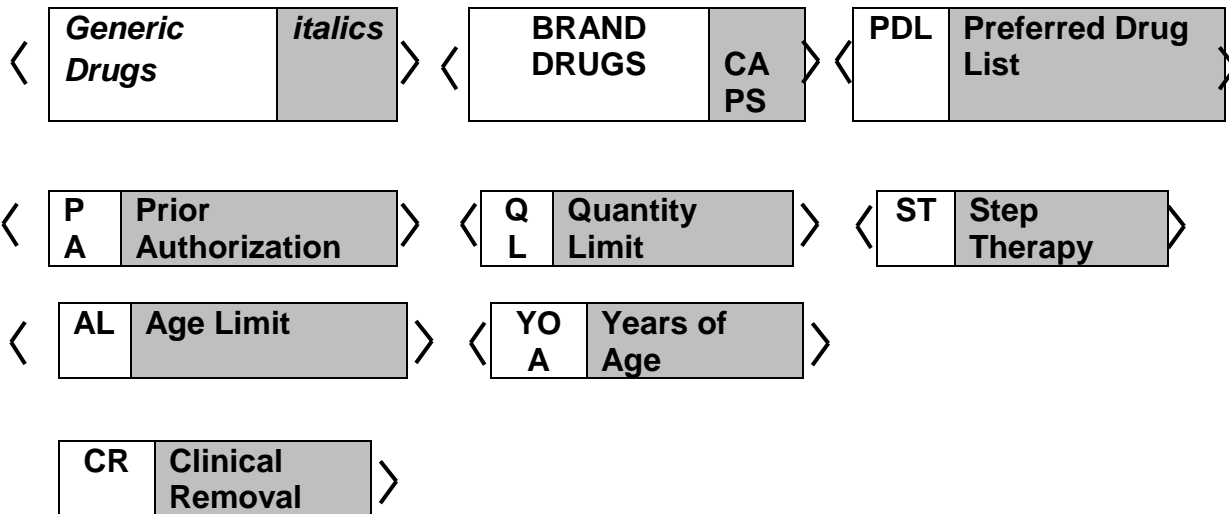 Generic Drugs italics
BRAND DRUGS CAPS
PDL Preferred Drug List
PA Prior Authorization
QL Quantity Limit
ST Step Therapy
AL Age Limit
YOA Years of Age
CR Clinical Removal